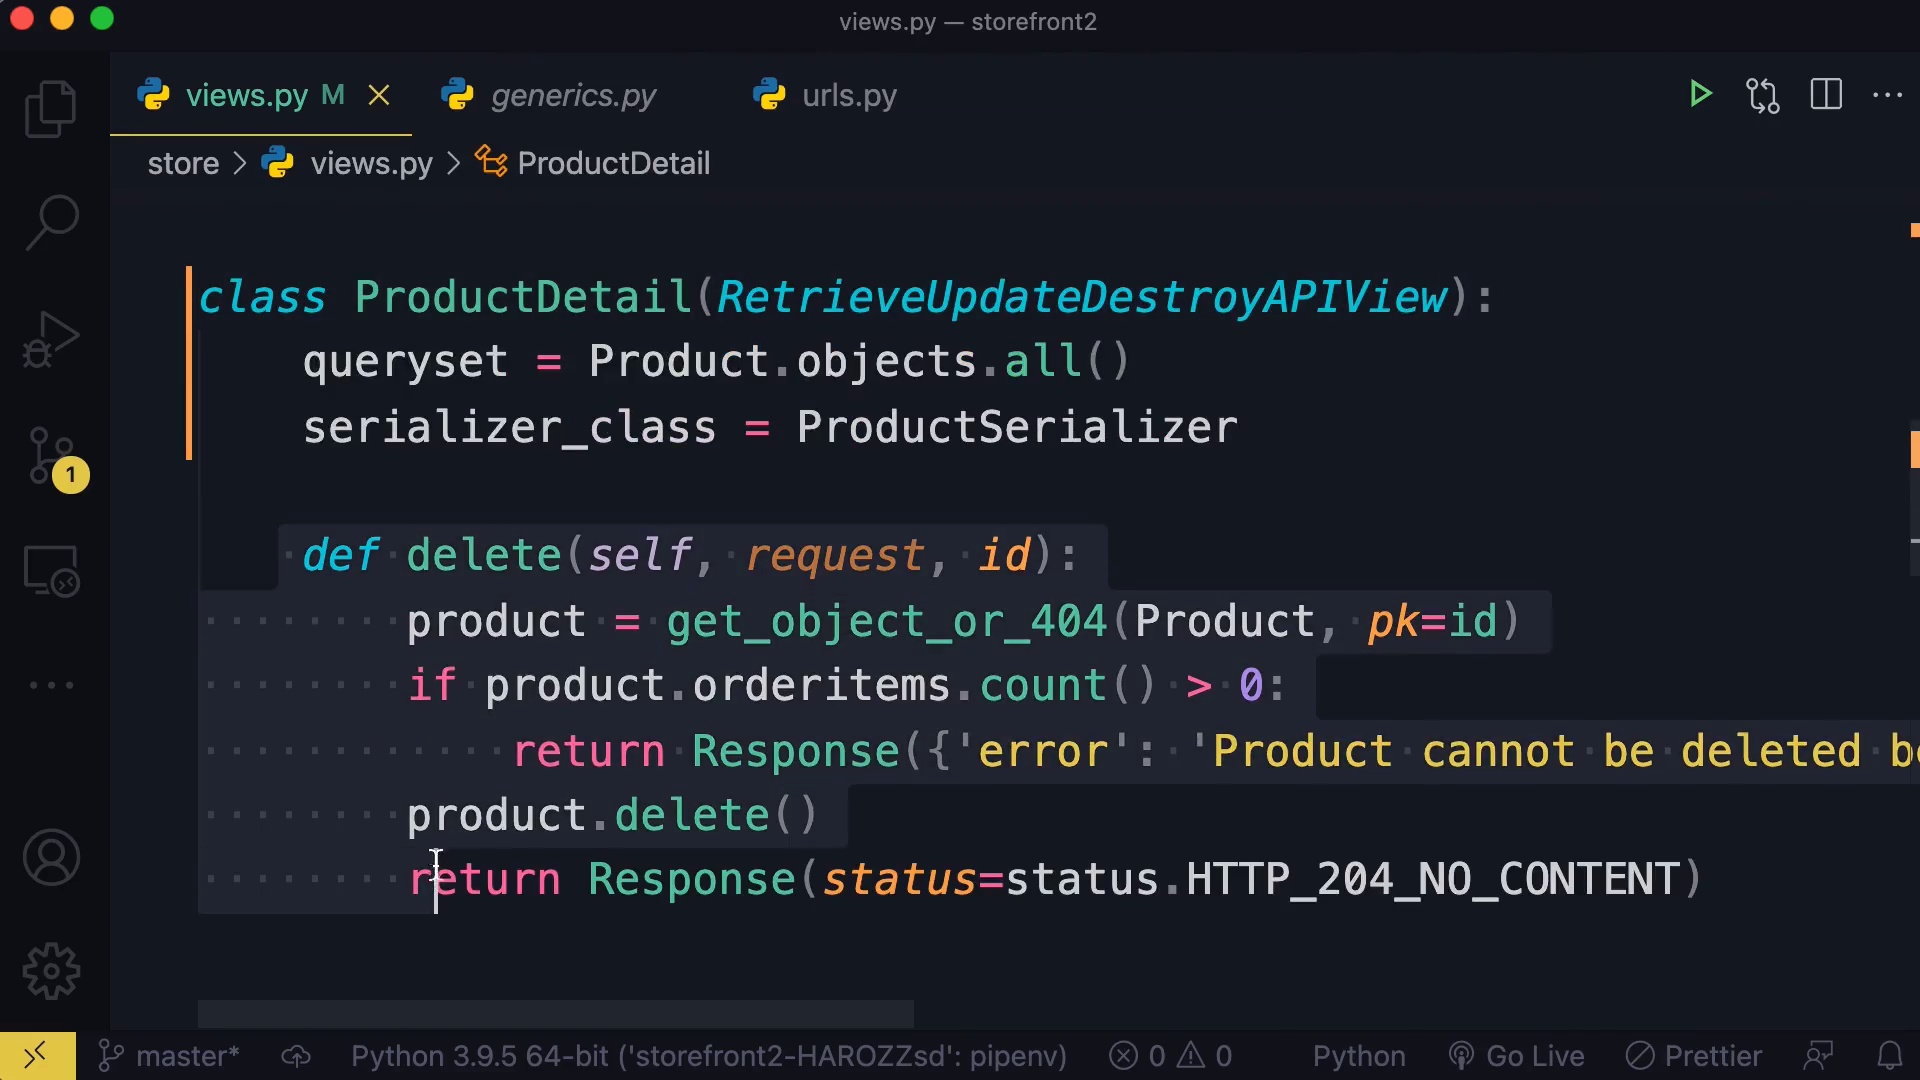 views.py — storefront2
views.py M generics.py urls.py
store > views.py > ProductDetail
class ProductDetail(RetrieveUpdateDestroyAPIView):
queryset = Product.objects.all()
serializer_class = ProductSerializer
def delete(self, request, id):
product = get_object_or_404(Product, pk=id)
if product.orderitems.count() > 0:
return Response({'error': 'Product cannot be deleted be
product.delete()
return Response(status=status.HTTP_204_NO_CONTENT)
1
master* Python 3.9.5 64-bit ('storefront2-HAROZZsd': pipenv) 0 0 Python Go Live Prettier